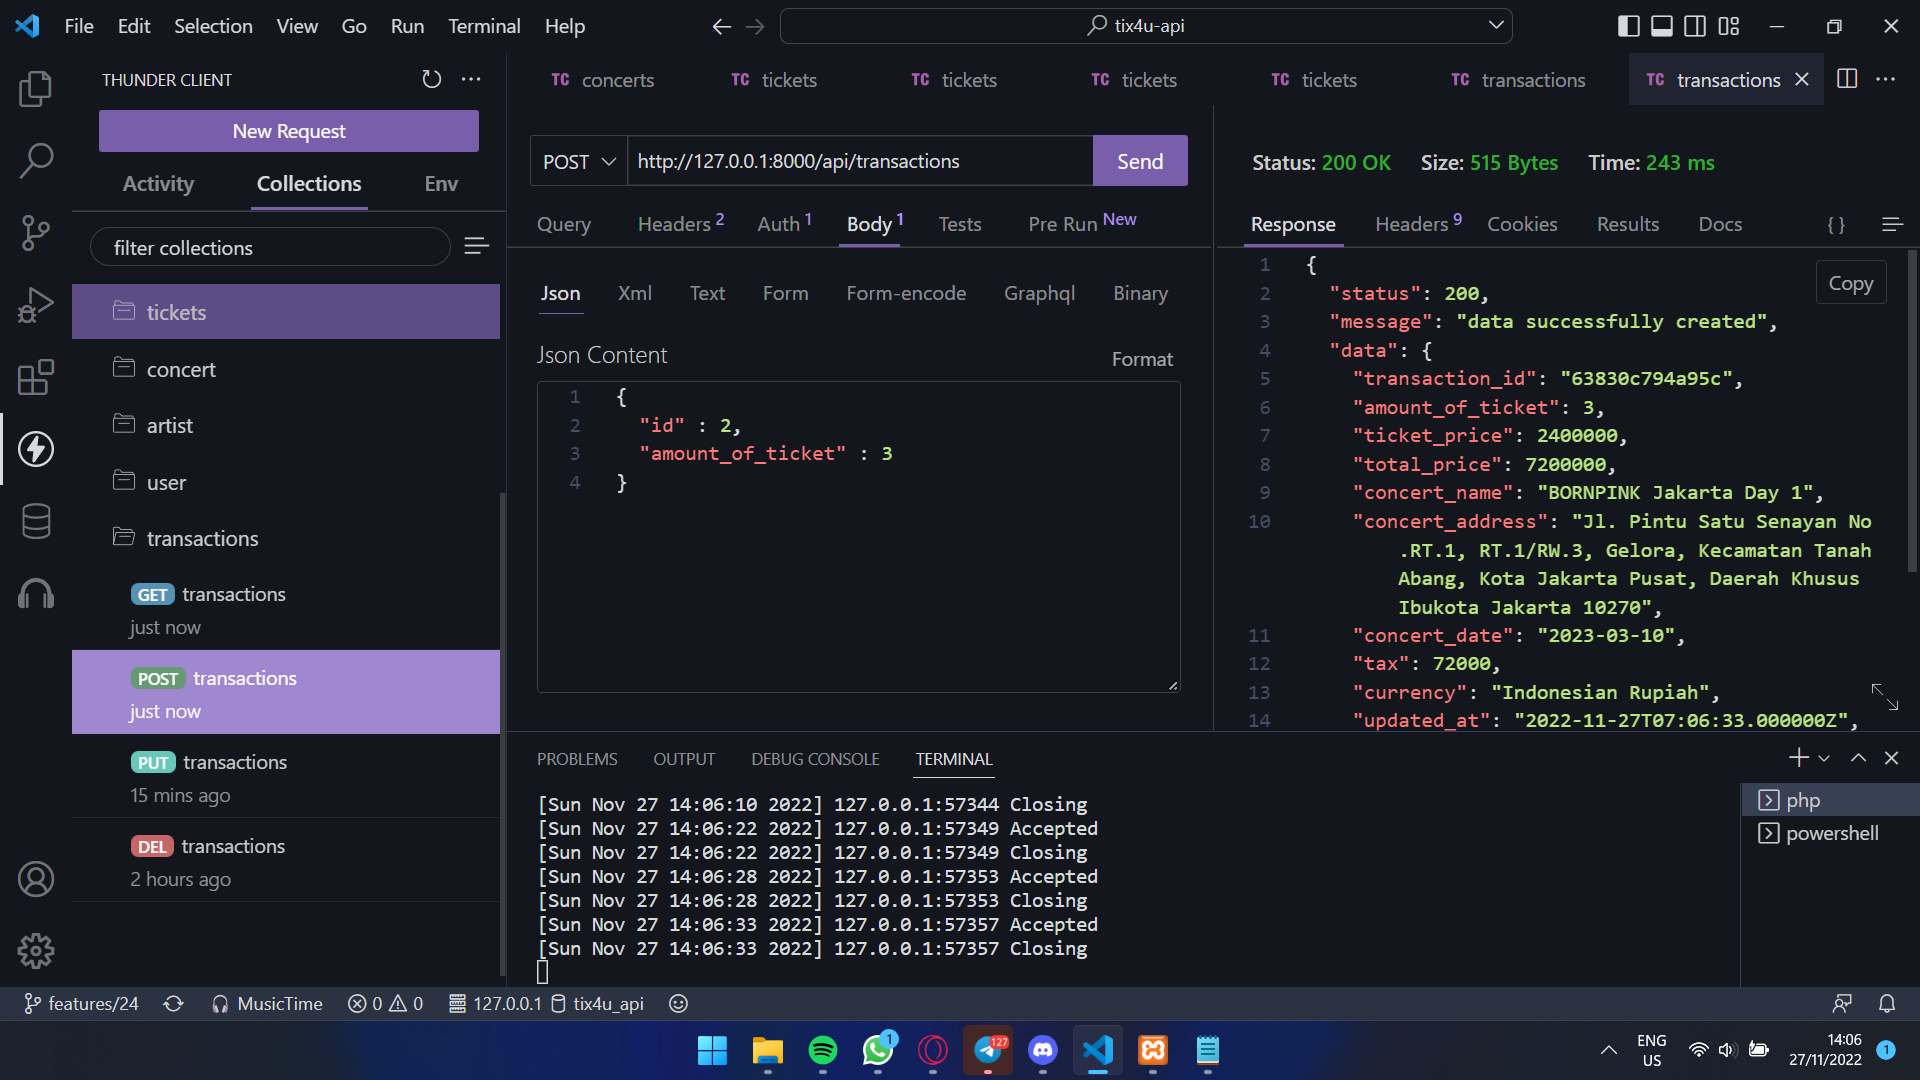 File Edit Selection View Go Run Terminal Help
tix4u-api
THUNDER CLIENT
New Request
Activity Collections Env
filter collections
tickets
concert
artist
user
transactions
GET transactions
just now
POST transactions
just now
PUT transactions
15 mins ago
DEL transactions
2 hours ago
TC concerts TC tickets TC tickets TC tickets TC tickets TC transactions TC transactions
POST http://127.0.0.1:8000/api/transactions Send
Query Headers 2 Auth 1 Body 1 Tests Pre Run New
Json Xml Text Form Form-encode Graphql Binary
Json Content Format
1 {
2 "id" : 2,
3 "amount_of_ticket" : 3
4 }
Status: 200 OK Size: 515 Bytes Time: 243 ms
Response Headers 9 Cookies Results Docs { }
Copy
1 {
2 "status": 200,
3 "message": "data successfully created",
4 "data": {
5 "transaction_id": "63830c794a95c",
6 "amount_of_ticket": 3,
7 "ticket_price": 2400000,
8 "total_price": 7200000,
9 "concert_name": "BORNPINK Jakarta Day 1",
10 "concert_address": "Jl. Pintu Satu Senayan No
.RT.1, RT.1/RW.3, Gelora, Kecamatan Tanah
Abang, Kota Jakarta Pusat, Daerah Khusus
Ibukota Jakarta 10270",
11 "concert_date": "2023-03-10",
12 "tax": 72000,
13 "currency": "Indonesian Rupiah",
14 "updated_at": "2022-11-27T07:06:33.000000Z",
PROBLEMS OUTPUT DEBUG CONSOLE TERMINAL
[Sun Nov 27 14:06:10 2022] 127.0.0.1:57344 Closing
[Sun Nov 27 14:06:22 2022] 127.0.0.1:57349 Accepted
[Sun Nov 27 14:06:22 2022] 127.0.0.1:57349 Closing
[Sun Nov 27 14:06:28 2022] 127.0.0.1:57353 Accepted
[Sun Nov 27 14:06:28 2022] 127.0.0.1:57353 Closing
[Sun Nov 27 14:06:33 2022] 127.0.0.1:57357 Accepted
[Sun Nov 27 14:06:33 2022] 127.0.0.1:57357 Closing
php
powershell
features/24 MusicTime 0 0 127.0.0.1 tix4u_api
1 127
ENG
US
14:06
27/11/2022
1